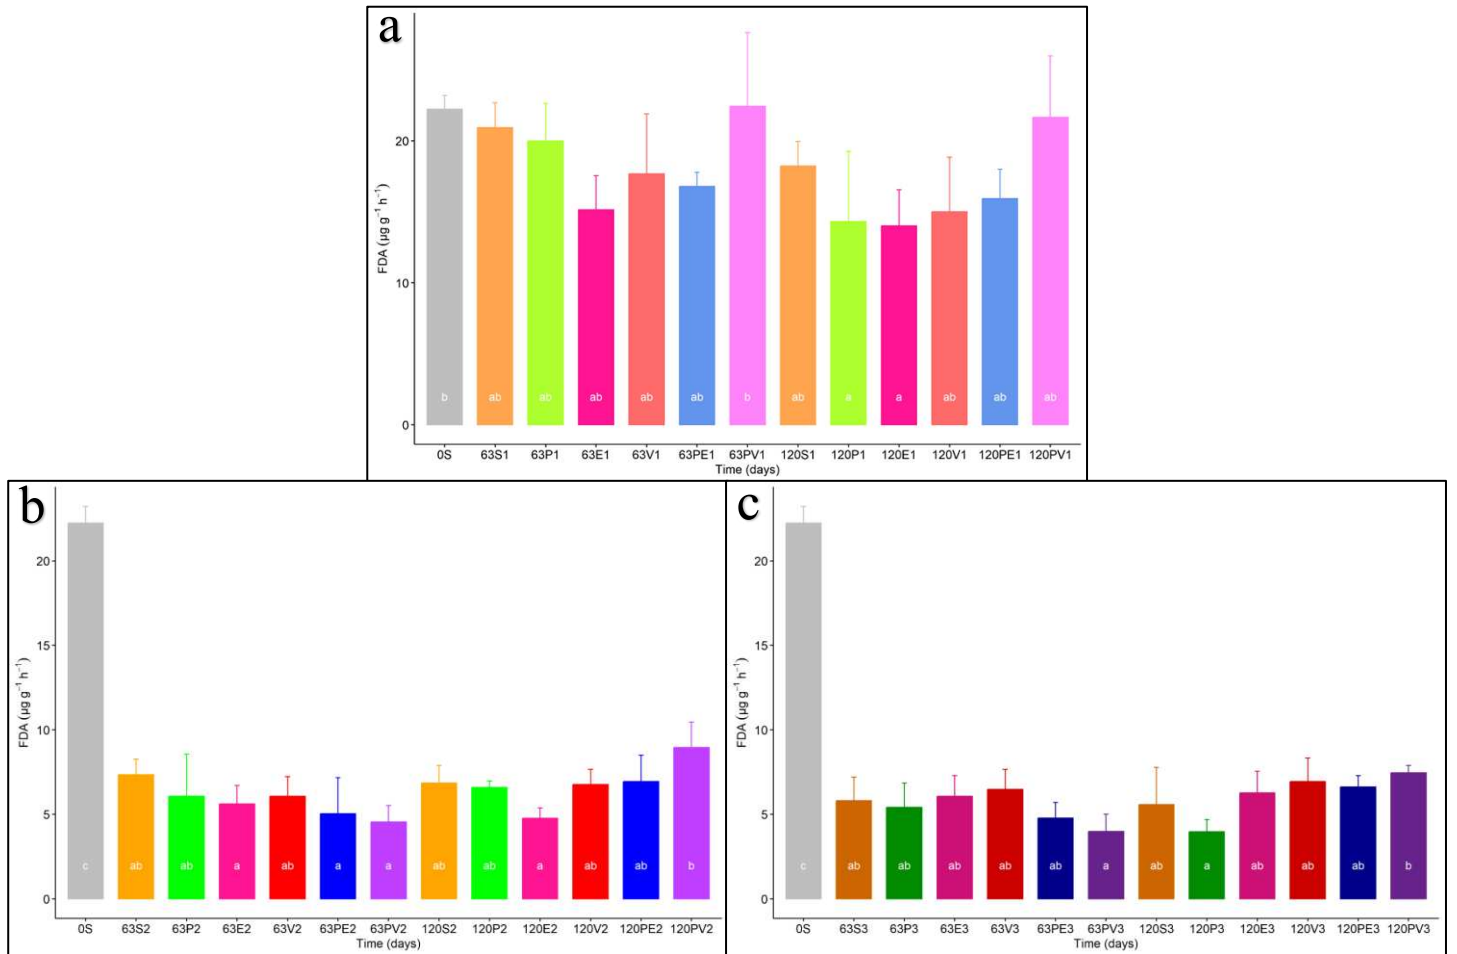 a
FDA (µg g⁻¹ h⁻¹)
20
10
0
b ab ab ab ab ab b ab a a ab ab ab
0S 63S1 63P1 63E1 63V1 63PE1 63PV1 120S1 120P1 120E1 120V1 120PE1 120PV1
Time (days)
b
FDA (µg g⁻¹ h⁻¹)
20
15
10
5
0
c ab ab a ab a a ab ab a ab ab b
0S 63S2 63P2 63E2 63V2 63PE2 63PV2 120S2 120P2 120E2 120V2 120PE2 120PV2
Time (days)
c
FDA (µg g⁻¹ h⁻¹)
20
15
10
5
0
c ab ab ab ab ab a ab a ab ab ab b
0S 63S3 63P3 63E3 63V3 63PE3 63PV3 120S3 120P3 120E3 120V3 120PE3 120PV3
Time (days)